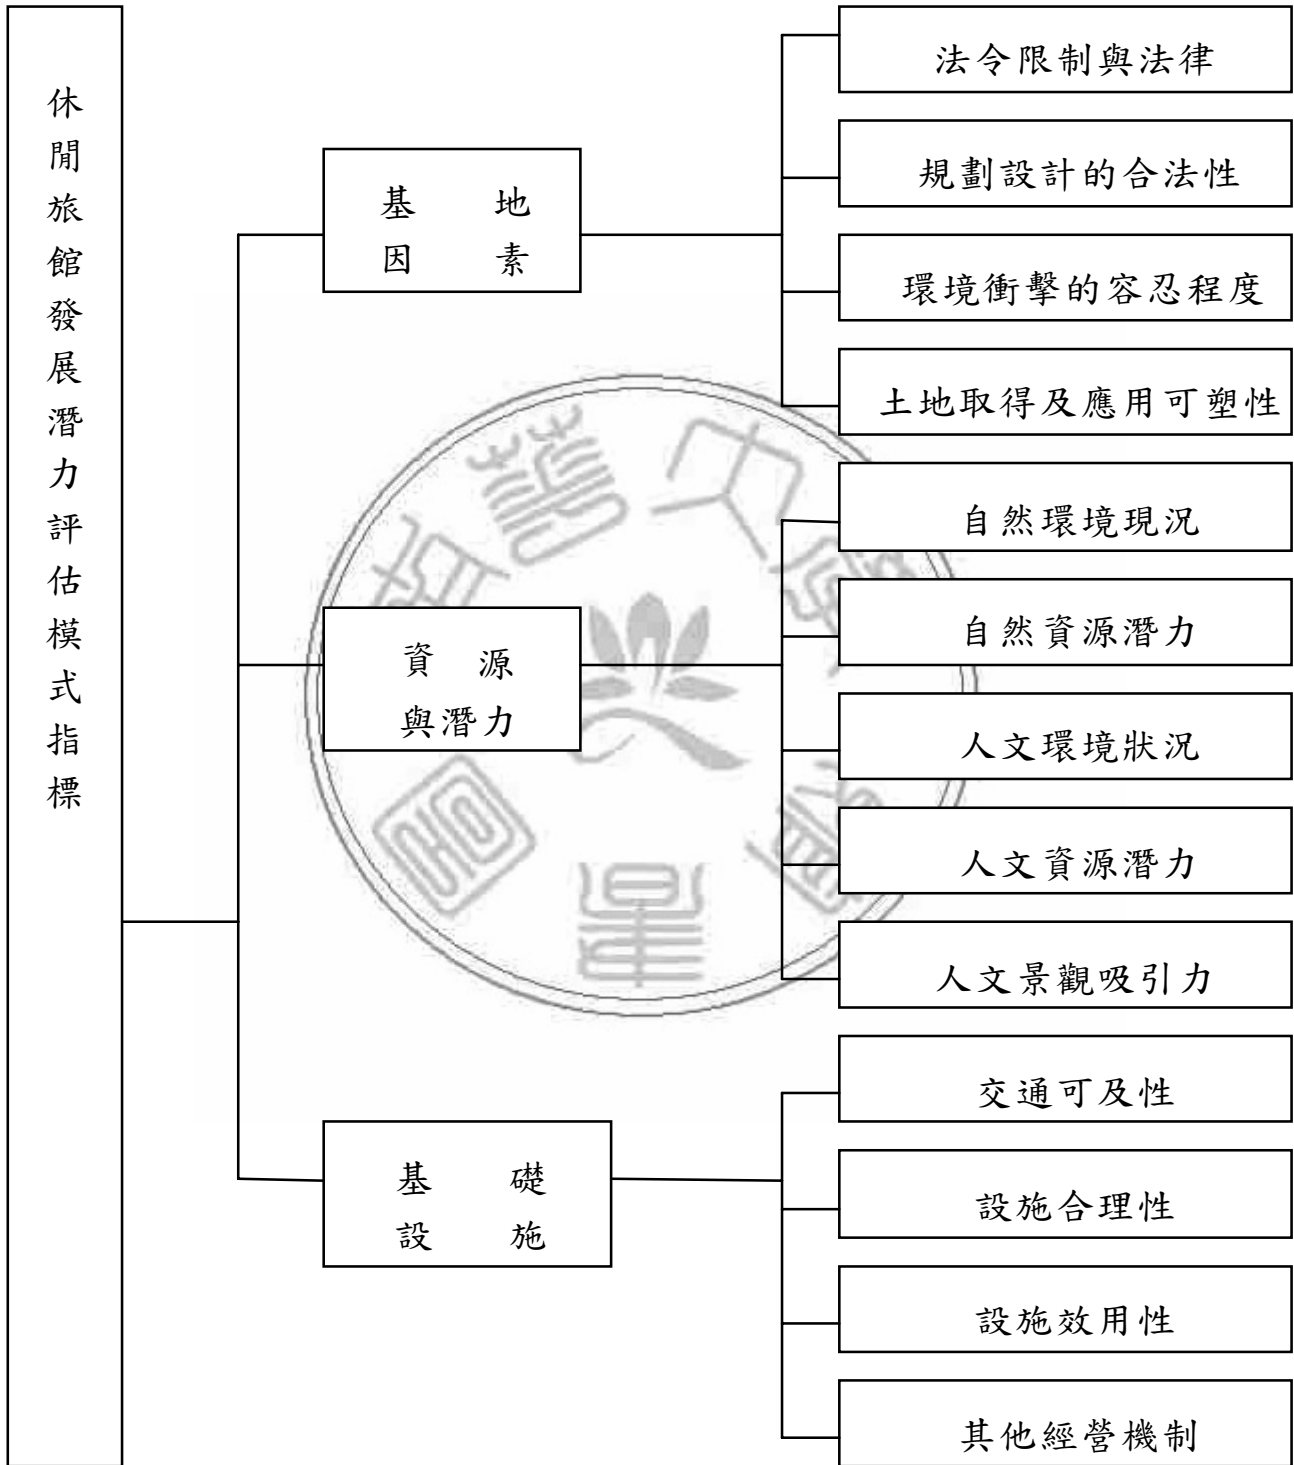 休閒旅館發展潛力評估模式指標
基地
因素
資源
與潛力
基礎
設施
法令限制與法律
規劃設計的合法性
環境衝擊的容忍程度
土地取得及應用可塑性
自然環境現況
自然資源潛力
人文環境狀況
人文資源潛力
人文景觀吸引力
交通可及性
設施合理性
設施效用性
其他經營機制